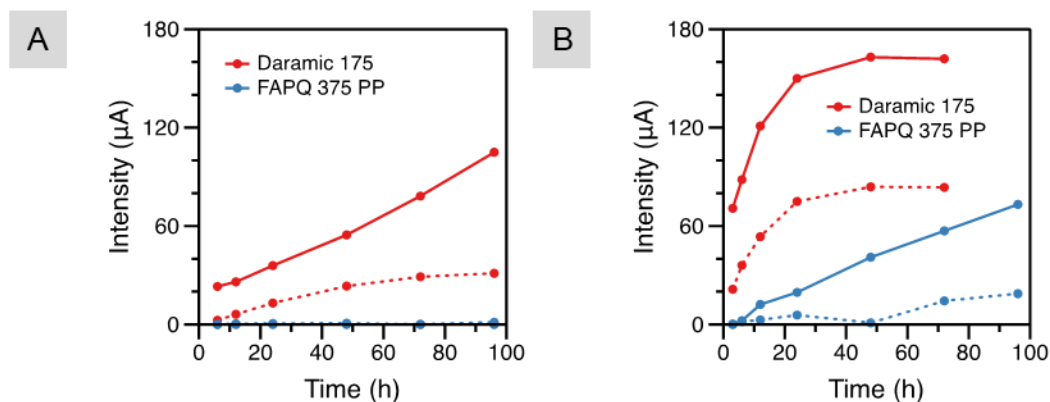 A
180
120
60
0
Intensity (μA)
Daramic 175
FAPQ 375 PP
0 20 40 60 80 100
Time (h)
B
180
120
60
0
Intensity (μA)
Daramic 175
FAPQ 375 PP
0 20 40 60 80 100
Time (h)